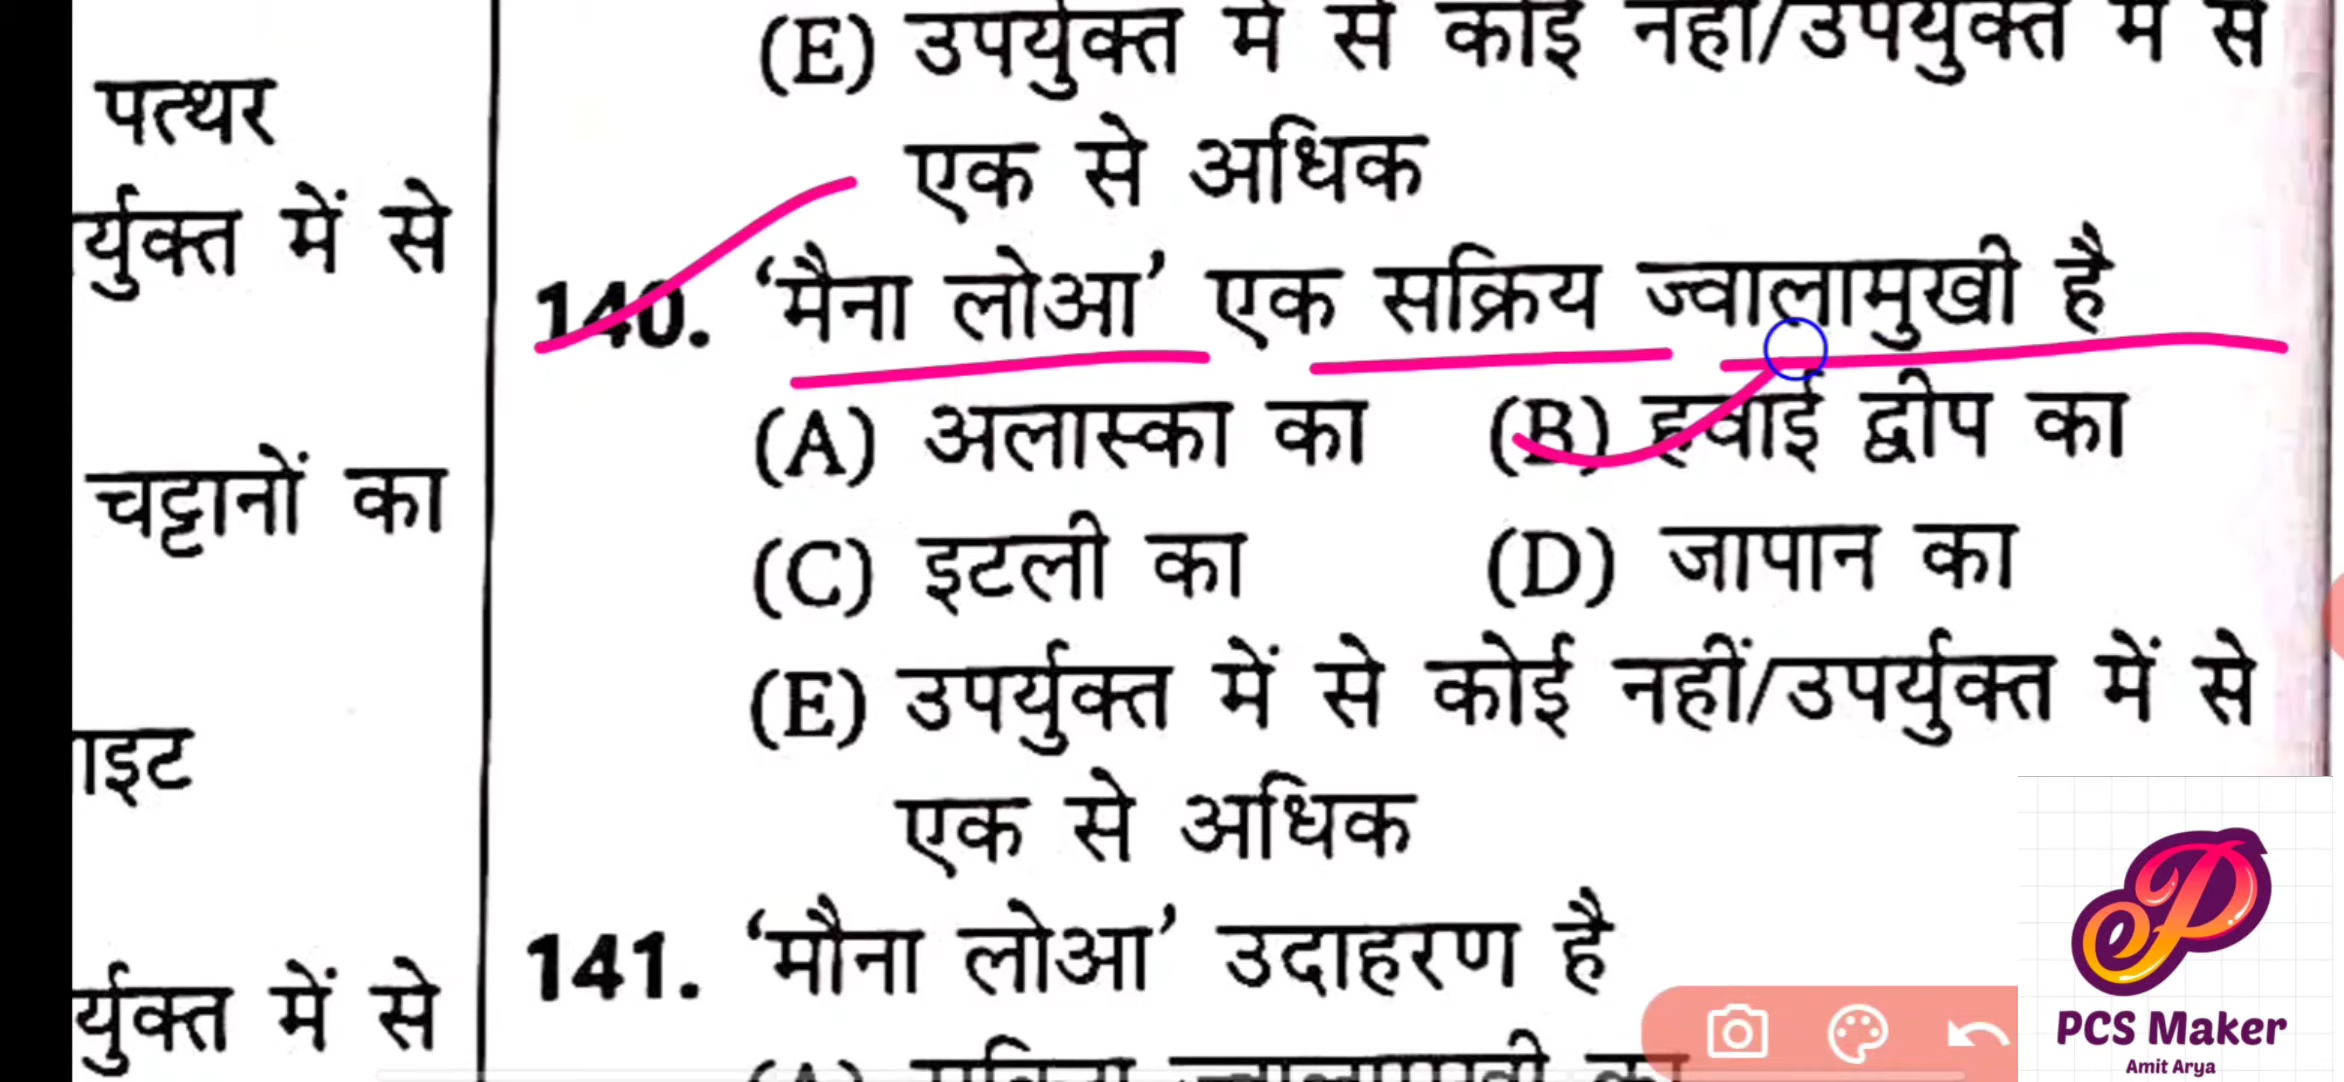 पत्थर
र्युक्त में से
चट्टानों का
ाइट
र्युक्त में से
(E) उपर्युक्त में से कोई नहीं/उपर्युक्त में से
एक से अधिक
140. ‘मैना लोआ’ एक सक्रिय ज्वालामुखी है
(A) अलास्का का (B) हवाई द्वीप का
(C) इटली का (D) जापान का
(E) उपर्युक्त में से कोई नहीं/उपर्युक्त में से
एक से अधिक
141. ‘मौना लोआ’ उदाहरण है
PCS Maker
Amit Arya